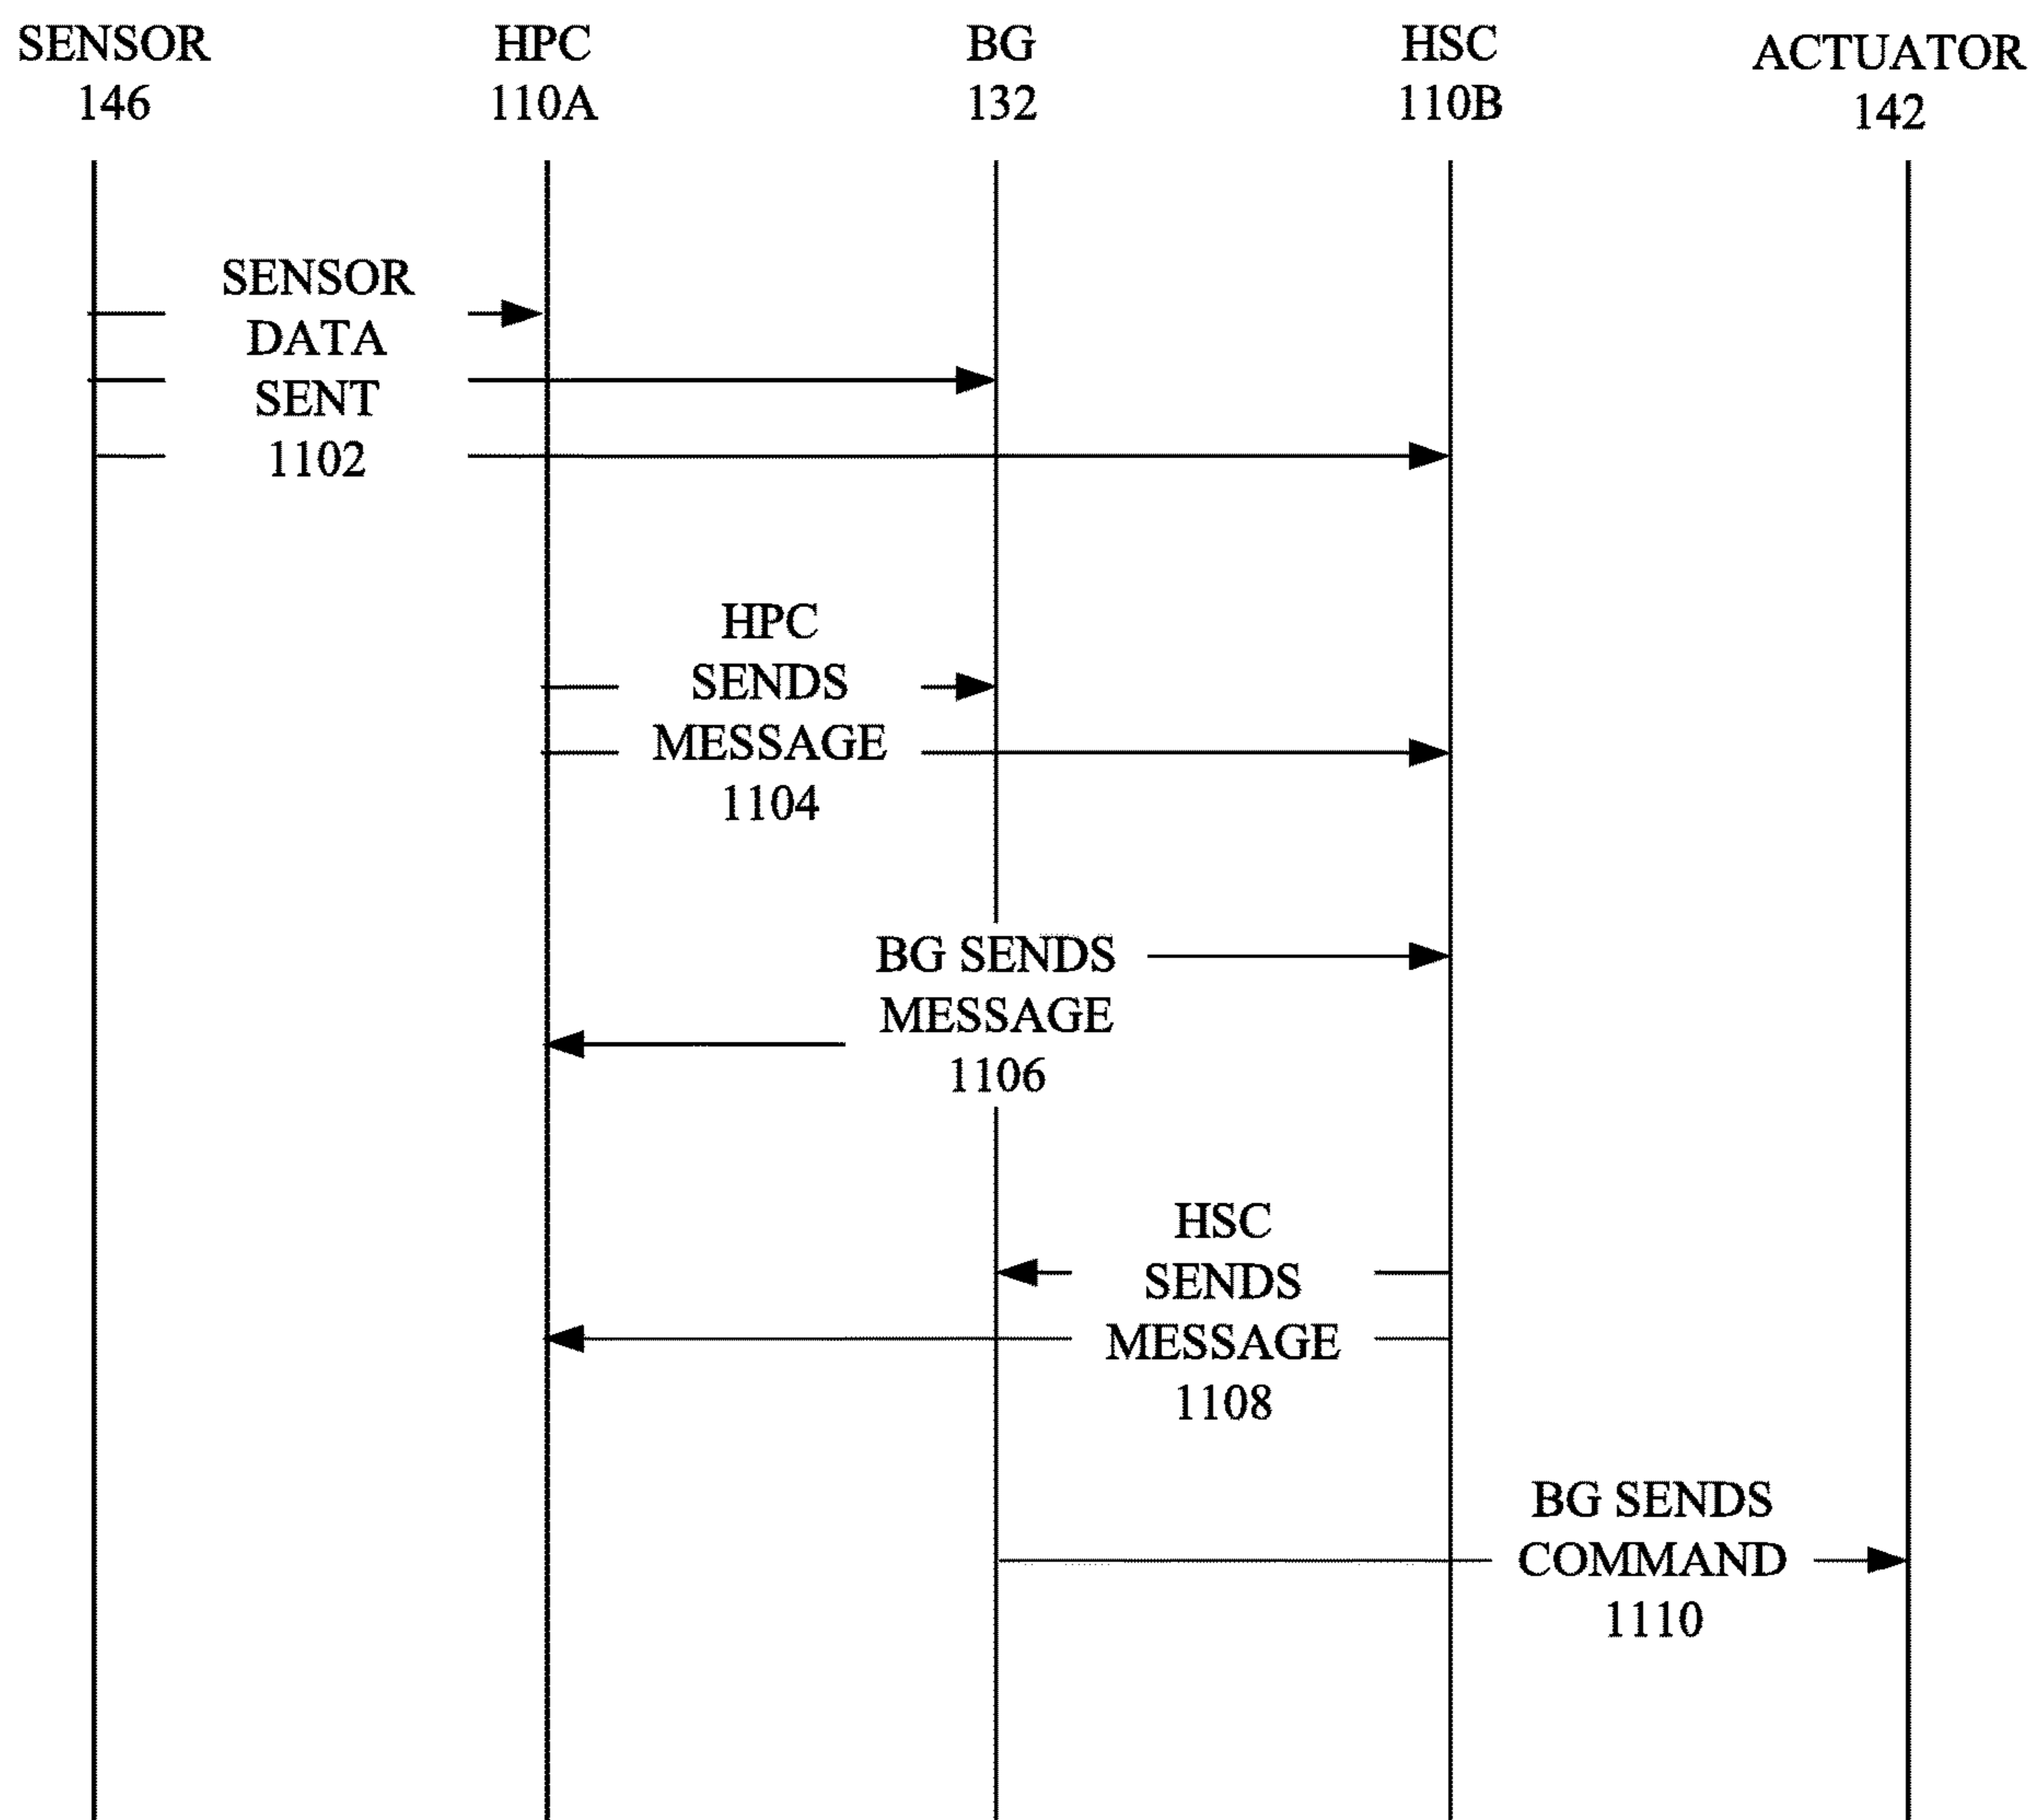 SENSOR
146
HPC
110A
BG
132
HSC
110B
ACTUATOR
142
SENSOR
DATA
SENT
1102
HPC
SENDS
MESSAGE
1104
BG SENDS
MESSAGE
1106
HSC
SENDS
MESSAGE
1108
BG SENDS
COMMAND
1110